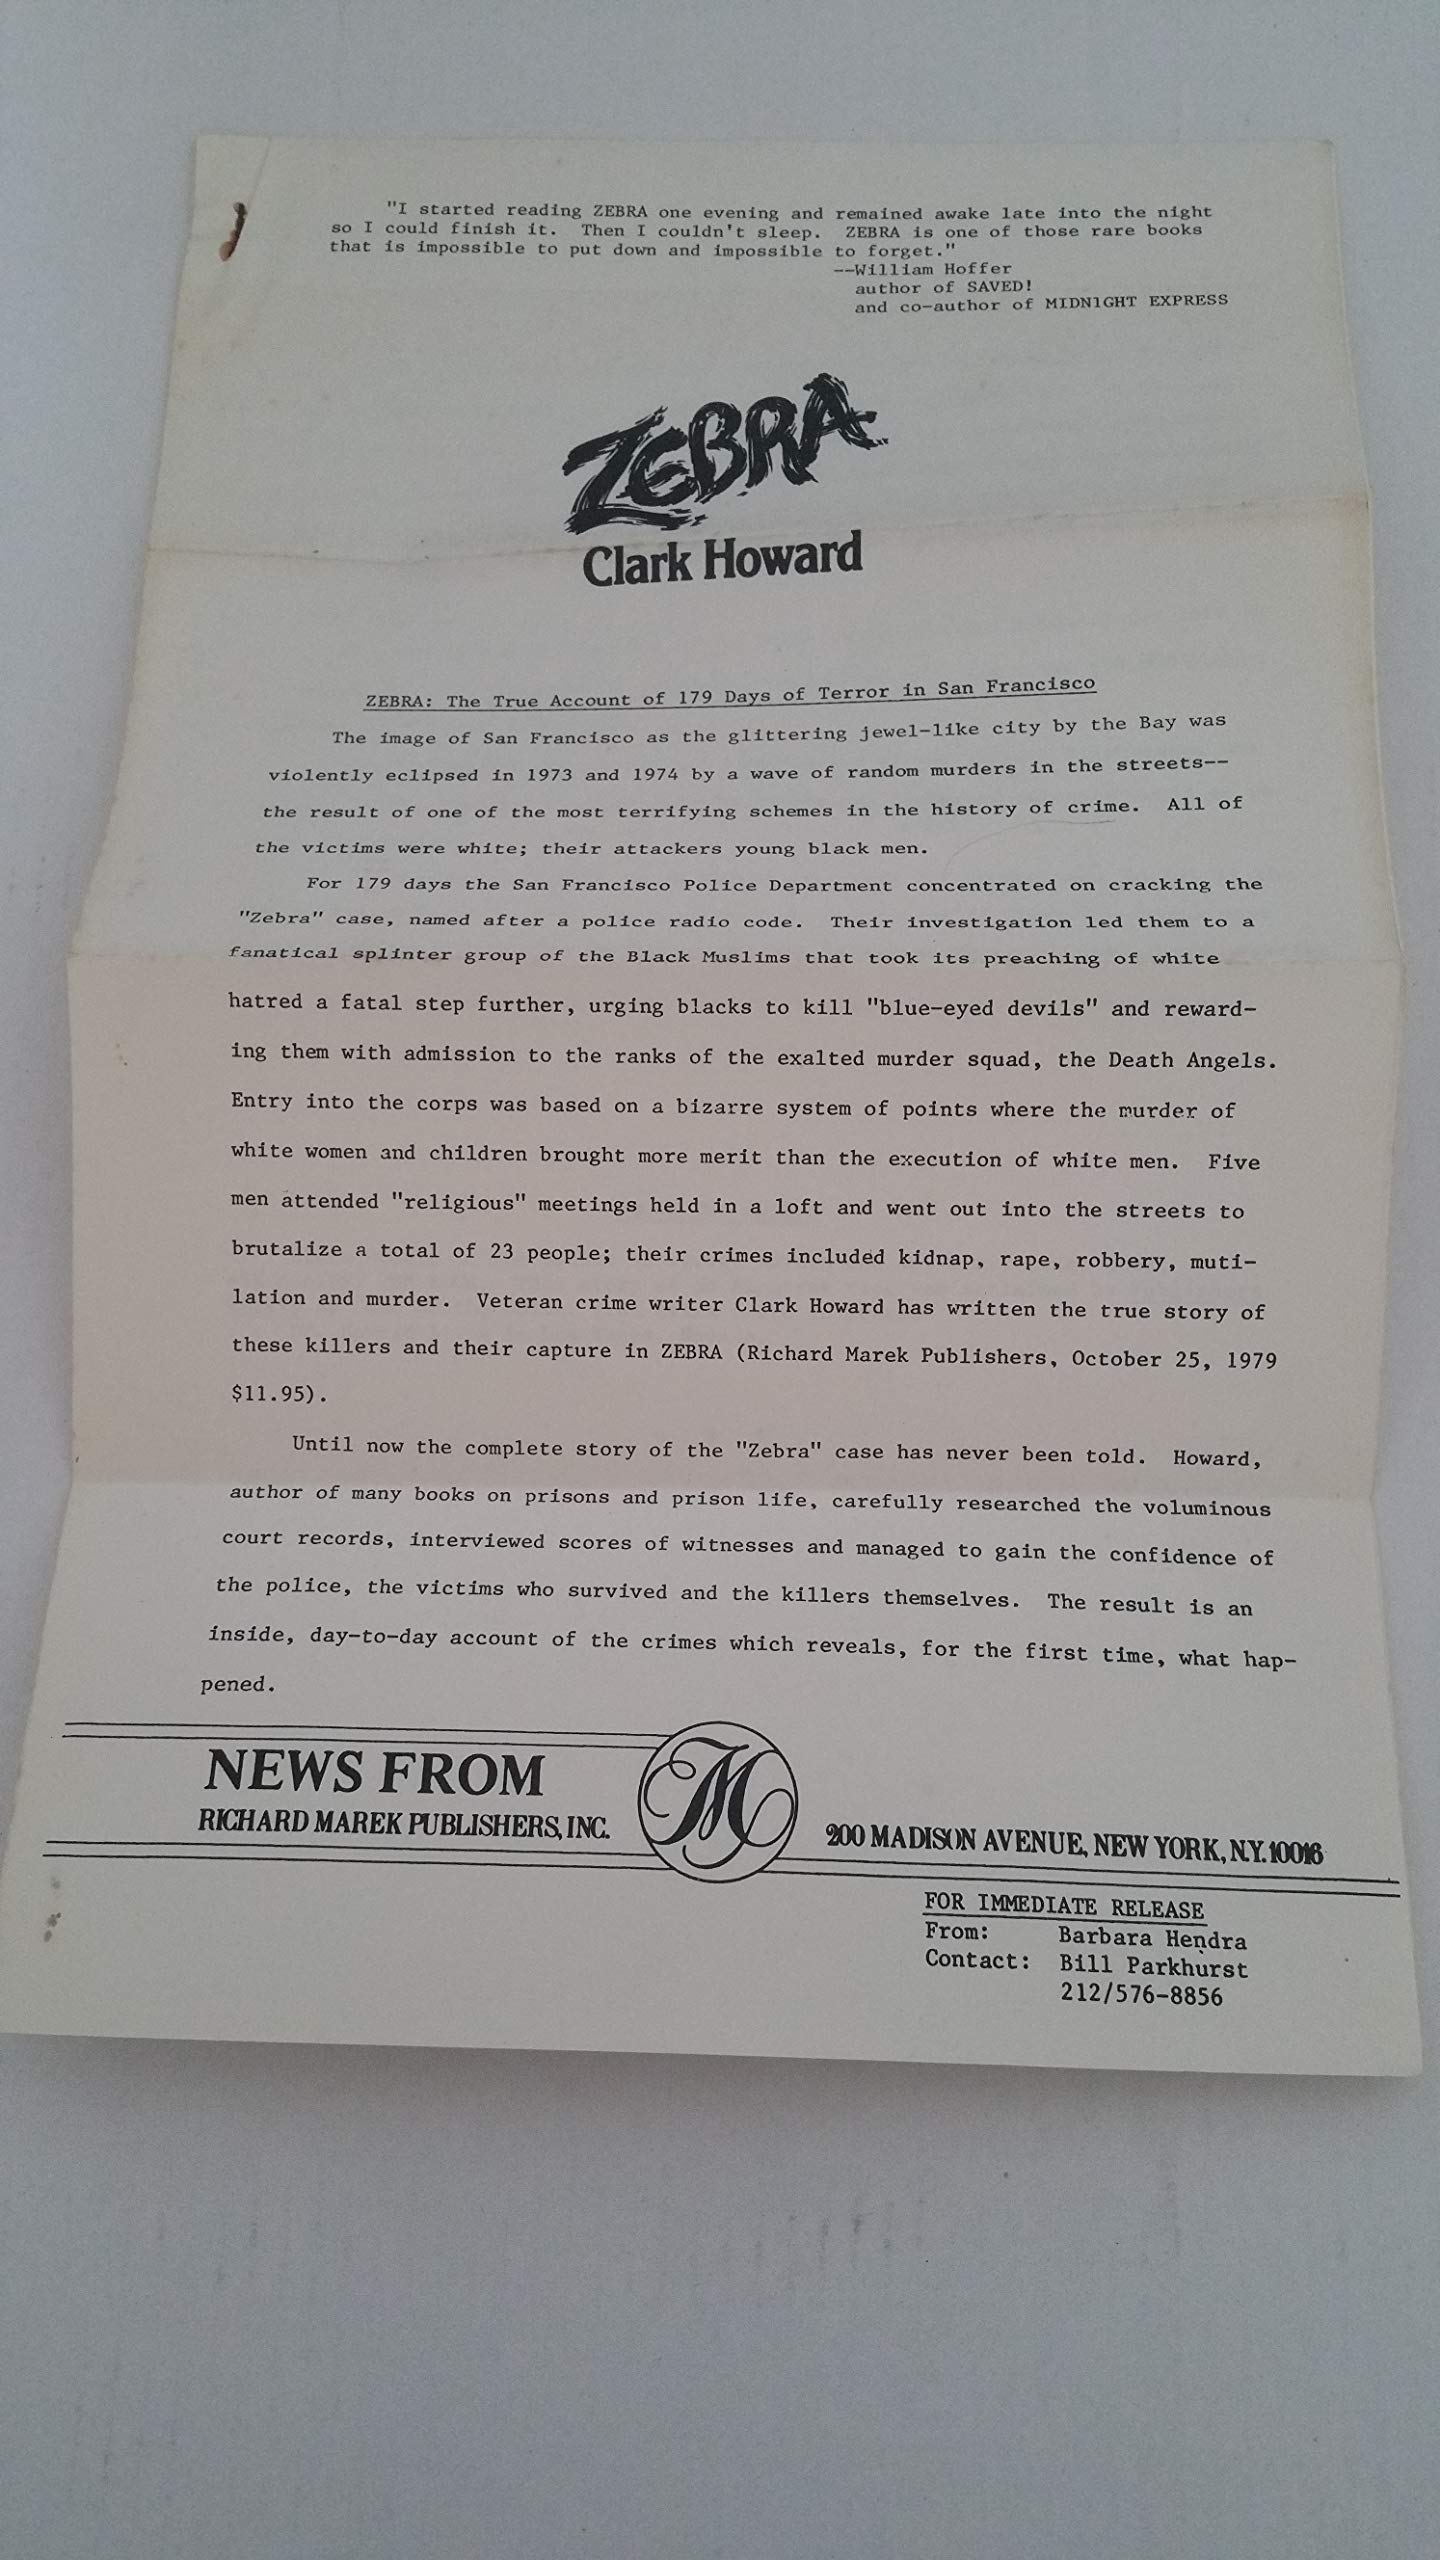 "I started reading ZEBRA one evening and remained awake late into the night
so I could finish it. Then I couldn't sleep. ZEBRA is one of those rare books
that is impossible to put down and impossible to forget."
--William Hoffer
author of SAVED!
and co-author of MIDN1GHT EXPRESS
ZEBRA
Clark Howard
ZEBRA: The True Account of 179 Days of Terror in San Francisco
The image of San Francisco as the glittering jewel-like city by the Bay was
violently eclipsed in 1973 and 1974 by a wave of random murders in the streets--
the result of one of the most terrifying schemes in the history of crime. All of
the victims were white; their attackers young black men.
For 179 days the San Francisco Police Department concentrated on cracking the
"Zebra" case, named after a police radio code. Their investigation led them to a
fanatical splinter group of the Black Muslims that took its preaching of white
hatred a fatal step further, urging blacks to kill "blue-eyed devils" and reward-
ing them with admission to the ranks of the exalted murder squad, the Death Angels.
Entry into the corps was based on a bizarre system of points where the murder of
white women and children brought more merit than the execution of white men. Five
men attended "religious" meetings held in a loft and went out into the streets to
brutalize a total of 23 people; their crimes included kidnap, rape, robbery, muti-
lation and murder. Veteran crime writer Clark Howard has written the true story of
these killers and their capture in ZEBRA (Richard Marek Publishers, October 25, 1979
$11.95).
Until now the complete story of the "Zebra" case has never been told. Howard,
author of many books on prisons and prison life, carefully researched the voluminous
court records, interviewed scores of witnesses and managed to gain the confidence of
the police, the victims who survived and the killers themselves. The result is an
inside, day-to-day account of the crimes which reveals, for the first time, what hap-
pened.
NEWS FROM
RICHARD MAREK PUBLISHERS, INC.
M
200 MADISON AVENUE, NEW YORK, N.Y. 10016
FOR IMMEDIATE RELEASE
From: Barbara Hendra
Contact: Bill Parkhurst
212/576-8856